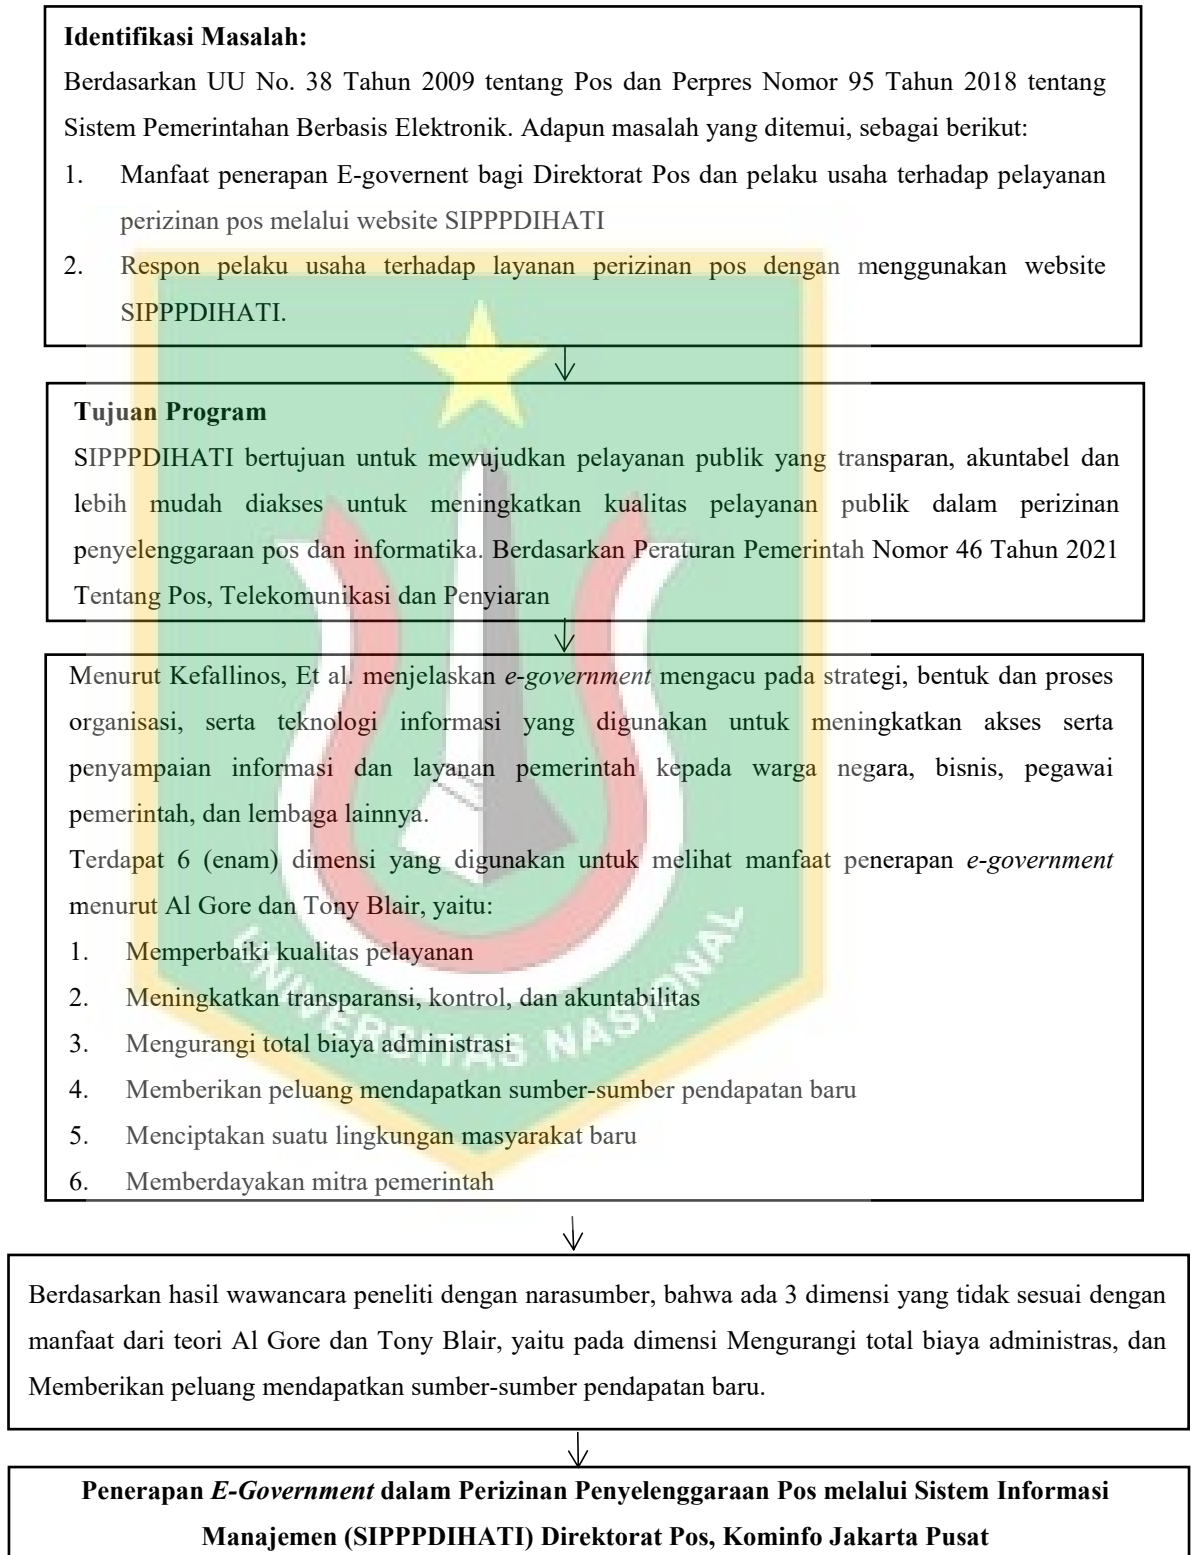 Identifikasi Masalah:
Berdasarkan UU No. 38 Tahun 2009 tentang Pos dan Perpres Nomor 95 Tahun 2018 tentang
Sistem Pemerintahan Berbasis Elektronik. Adapun masalah yang ditemui, sebagai berikut:
1. Manfaat penerapan E-governent bagi Direktorat Pos dan pelaku usaha terhadap pelayanan
perizinan pos melalui website SIPPPDIHATI
2. Respon pelaku usaha terhadap layanan perizinan pos dengan menggunakan website
SIPPPDIHATI.
Tujuan Program
SIPPPDIHATI bertujuan untuk mewujudkan pelayanan publik yang transparan, akuntabel dan
lebih mudah diakses untuk meningkatkan kualitas pelayanan publik dalam perizinan
penyelenggaraan pos dan informatika. Berdasarkan Peraturan Pemerintah Nomor 46 Tahun 2021
Tentang Pos, Telekomunikasi dan Penyiaran
Menurut Kefallinos, Et al. menjelaskan e-government mengacu pada strategi, bentuk dan proses
organisasi, serta teknologi informasi yang digunakan untuk meningkatkan akses serta
penyampaian informasi dan layanan pemerintah kepada warga negara, bisnis, pegawai
pemerintah, dan lembaga lainnya.
Terdapat 6 (enam) dimensi yang digunakan untuk melihat manfaat penerapan e-government
menurut Al Gore dan Tony Blair, yaitu:
1. Memperbaiki kualitas pelayanan
2. Meningkatkan transparansi, kontrol, dan akuntabilitas
3. Mengurangi total biaya administrasi
4. Memberikan peluang mendapatkan sumber-sumber pendapatan baru
5. Menciptakan suatu lingkungan masyarakat baru
6. Memberdayakan mitra pemerintah
UNIVERSITAS NASIONAL
Berdasarkan hasil wawancara peneliti dengan narasumber, bahwa ada 3 dimensi yang tidak sesuai dengan
manfaat dari teori Al Gore dan Tony Blair, yaitu pada dimensi Mengurangi total biaya administras, dan
Memberikan peluang mendapatkan sumber-sumber pendapatan baru.
Penerapan E-Government dalam Perizinan Penyelenggaraan Pos melalui Sistem Informasi
Manajemen (SIPPPDIHATI) Direktorat Pos, Kominfo Jakarta Pusat